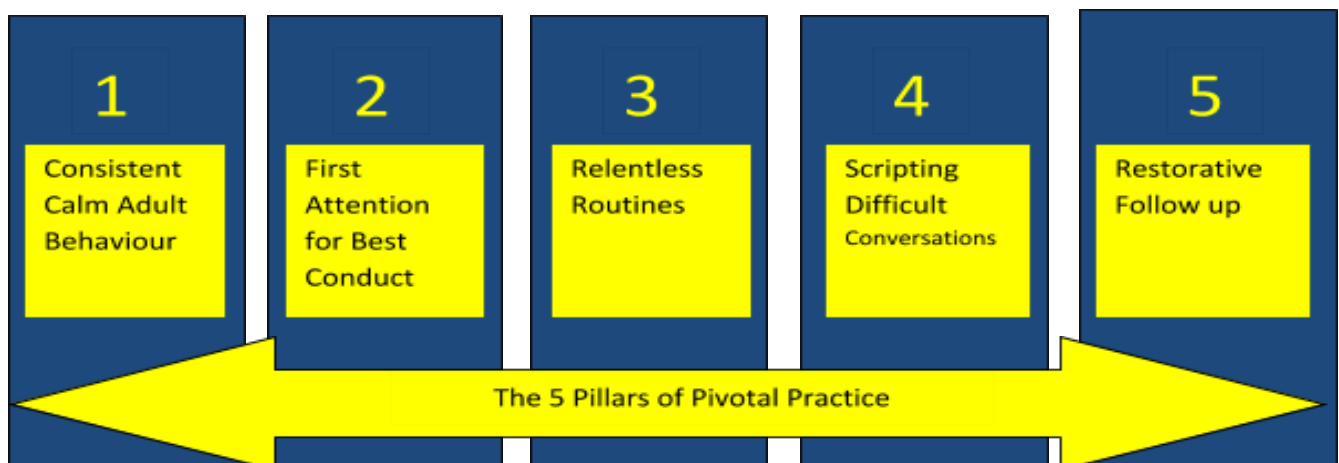 1
Consistent
Calm Adult
Behaviour
2
First
Attention
for Best
Conduct
3
Relentless
Routines
4
Scripting
Difficult
Conversations
5
Restorative
Follow up
The 5 Pillars of Pivotal Practice